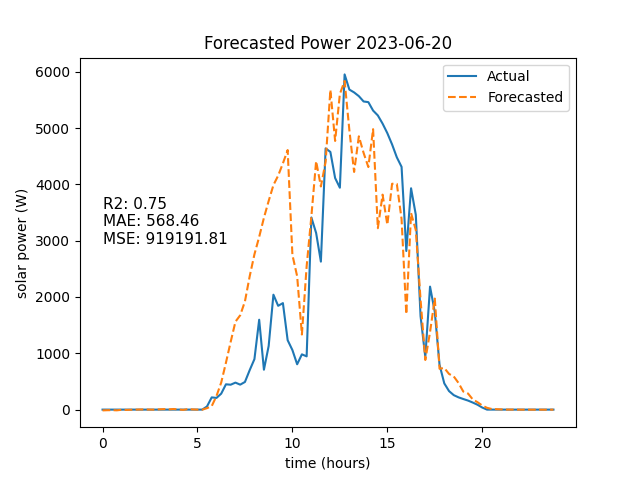 Forecasted Power 2023-06-20
Actual
Forecasted
R2: 0.75
MAE: 568.46
MSE: 919191.81
solar power (W)
6000
5000
4000
3000
2000
1000
0
0 5 10 15 20
time (hours)